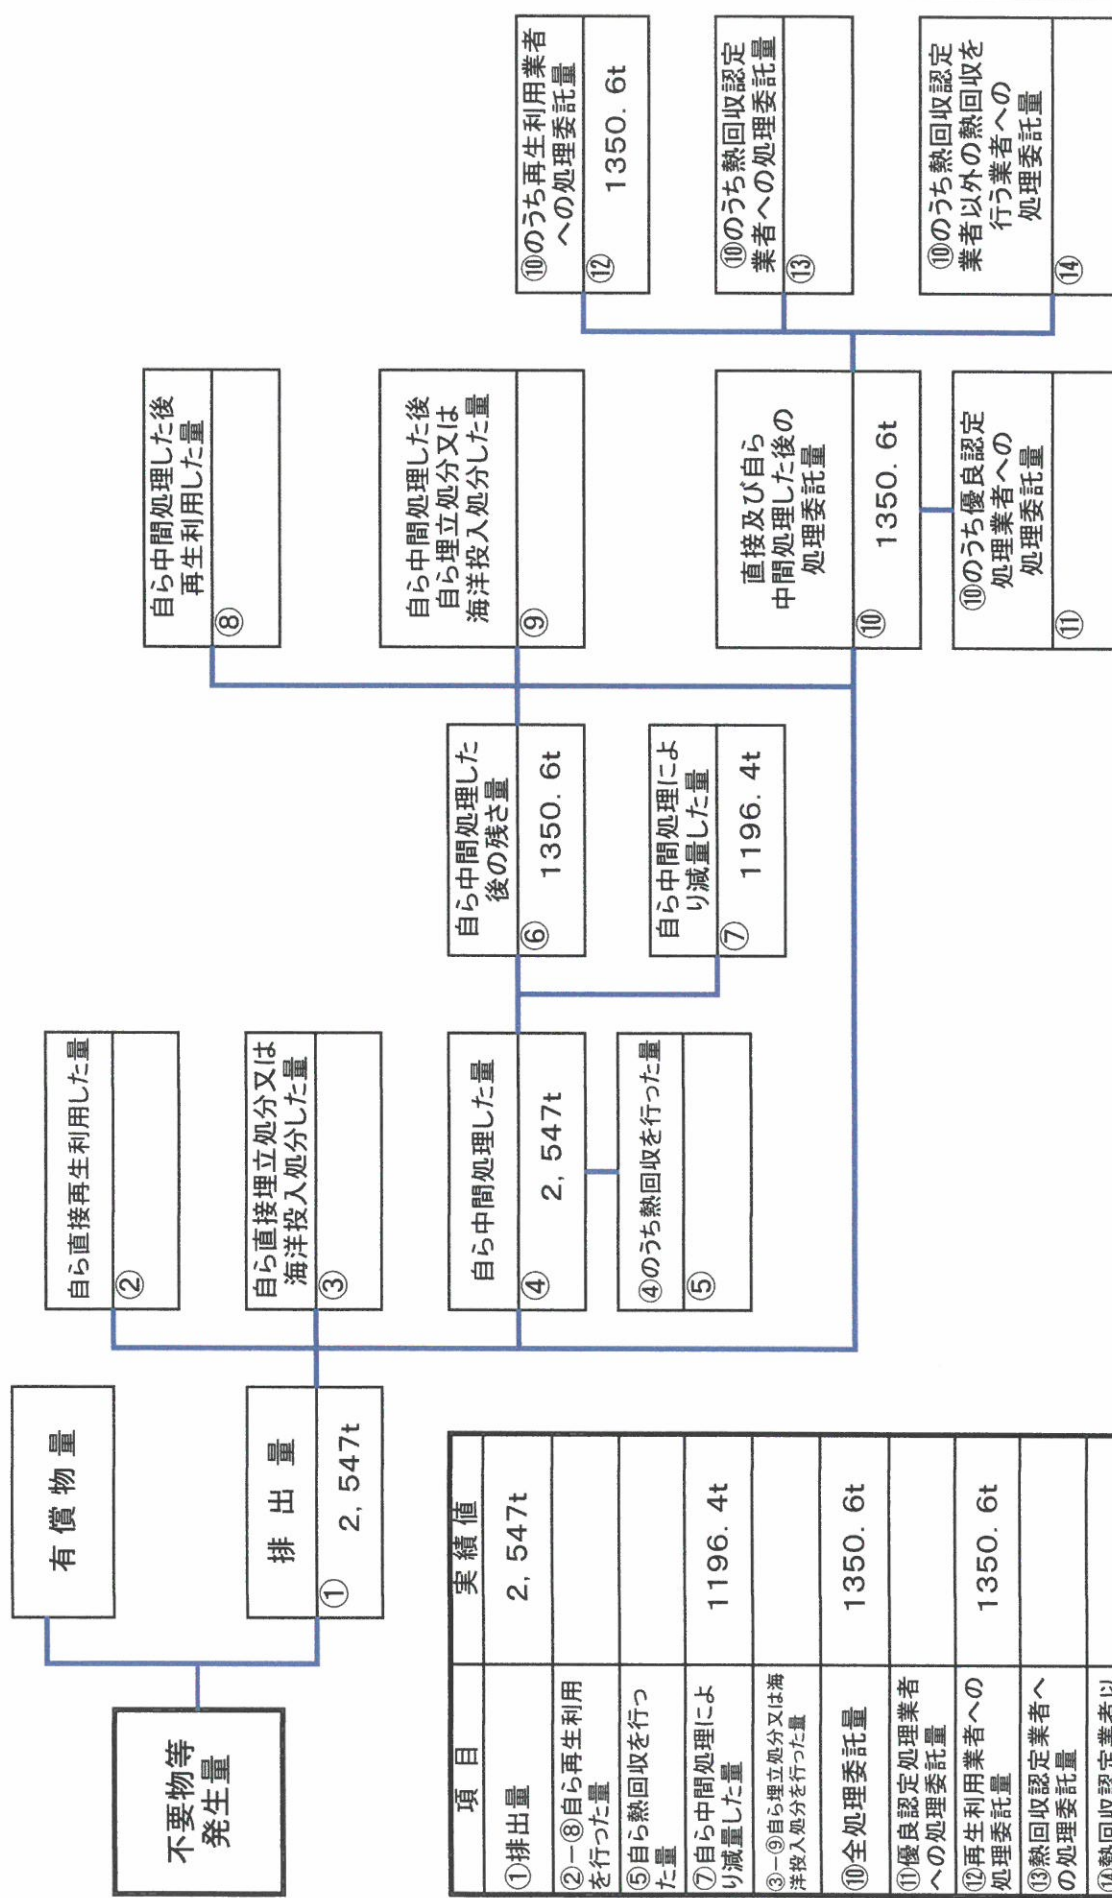 不要物等
発生量
有償物量
排出量
①
2,547t
自ら直接再生利用した量
②
自ら直接埋立処分又は
海洋投入処分した量
③
自ら中間処理した量
④
2,547t
④のうち熱回収を行った量
⑤
自ら中間処理した
後の残さ量
⑥
1350.6t
自ら中間処理によ
り減量した量
⑦
1196.4t
自ら中間処理した後
再生利用した量
⑧
自ら中間処理した後
自ら埋立処分又は
海洋投入処分した量
⑨
直接及び自ら
中間処理した後の
処理委託量
⑩
1350.6t
⑩のうち優良認定
処理業者への
処理委託量
⑪
⑩のうち再生利用業者
への処理委託量
⑫
1350.6t
⑩のうち熱回収認定
業者への処理委託量
⑬
⑩のうち熱回収認定
業者以外の熱回収を
行う業者への
処理委託量
⑭
項目
実績値
①排出量
2,547t
②-⑧自ら再生利用
を行った量
⑤自ら熱回収を行っ
た量
⑦自ら中間処理によ
り減量した量
1196.4t
③-⑨自ら埋立処分又は海
洋投入処分を行った量
⑩全処理委託量
1350.6t
⑪優良認定処理業者
への処理委託量
⑫再生利用業者への
処理委託量
1350.6t
⑬熱回収認定業者へ
の処理委託量
⑭熱回収認定業者以